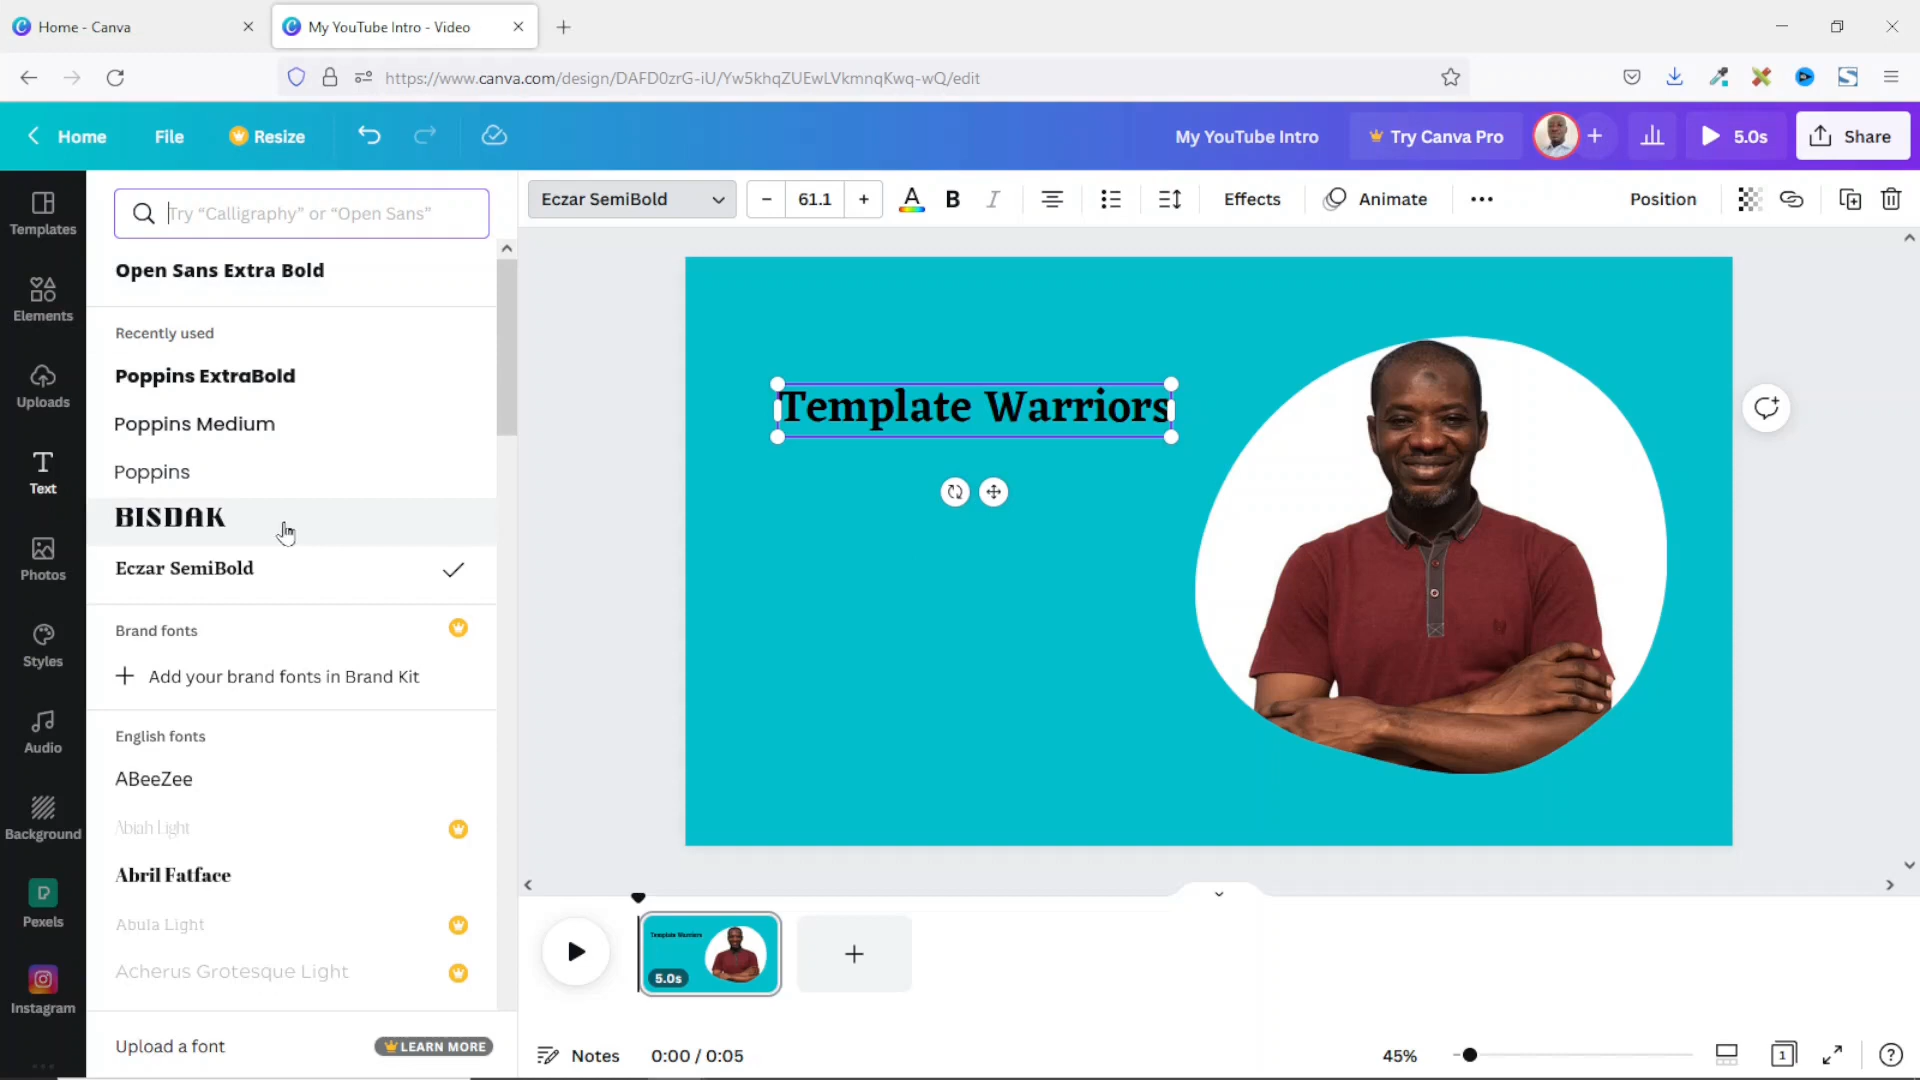 Home - Canva
My YouTube Intro - Video
https://www.canva.com/design/DAFD0zrG-iU/Yw5khqZUEwLVkmnqKwq-wQ/edit
Home
File
Resize
My YouTube Intro
Try Canva Pro
5.0s
Share
Templates
Elements
Uploads
Text
Photos
Styles
Audio
Background
Pexels
Instagram
Try “Calligraphy” or “Open Sans”
Open Sans Extra Bold
Recently used
Poppins ExtraBold
Poppins Medium
Poppins
BISDAK
Eczar SemiBold
Brand fonts
Add your brand fonts in Brand Kit
English fonts
ABeeZee
Abiah Light
Abril Fatface
Abula Light
Acherus Grotesque Light
Upload a font
LEARN MORE
Eczar SemiBold
61.1
A
B
I
Effects
Animate
Position
Template Warriors
Template Warriors
5.0s
Notes
0:00 / 0:05
45%
1